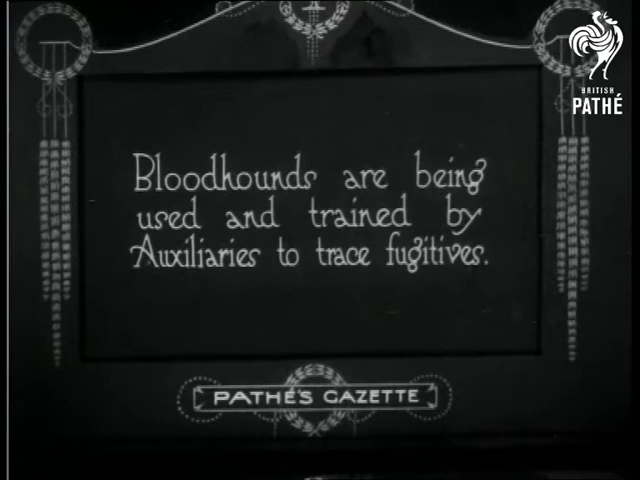 BRITISH
PATHÉ
Bloodhounds are being
used and trained by
Auxiliaries to trace fugitives.
PATHÉ'S GAZETTE